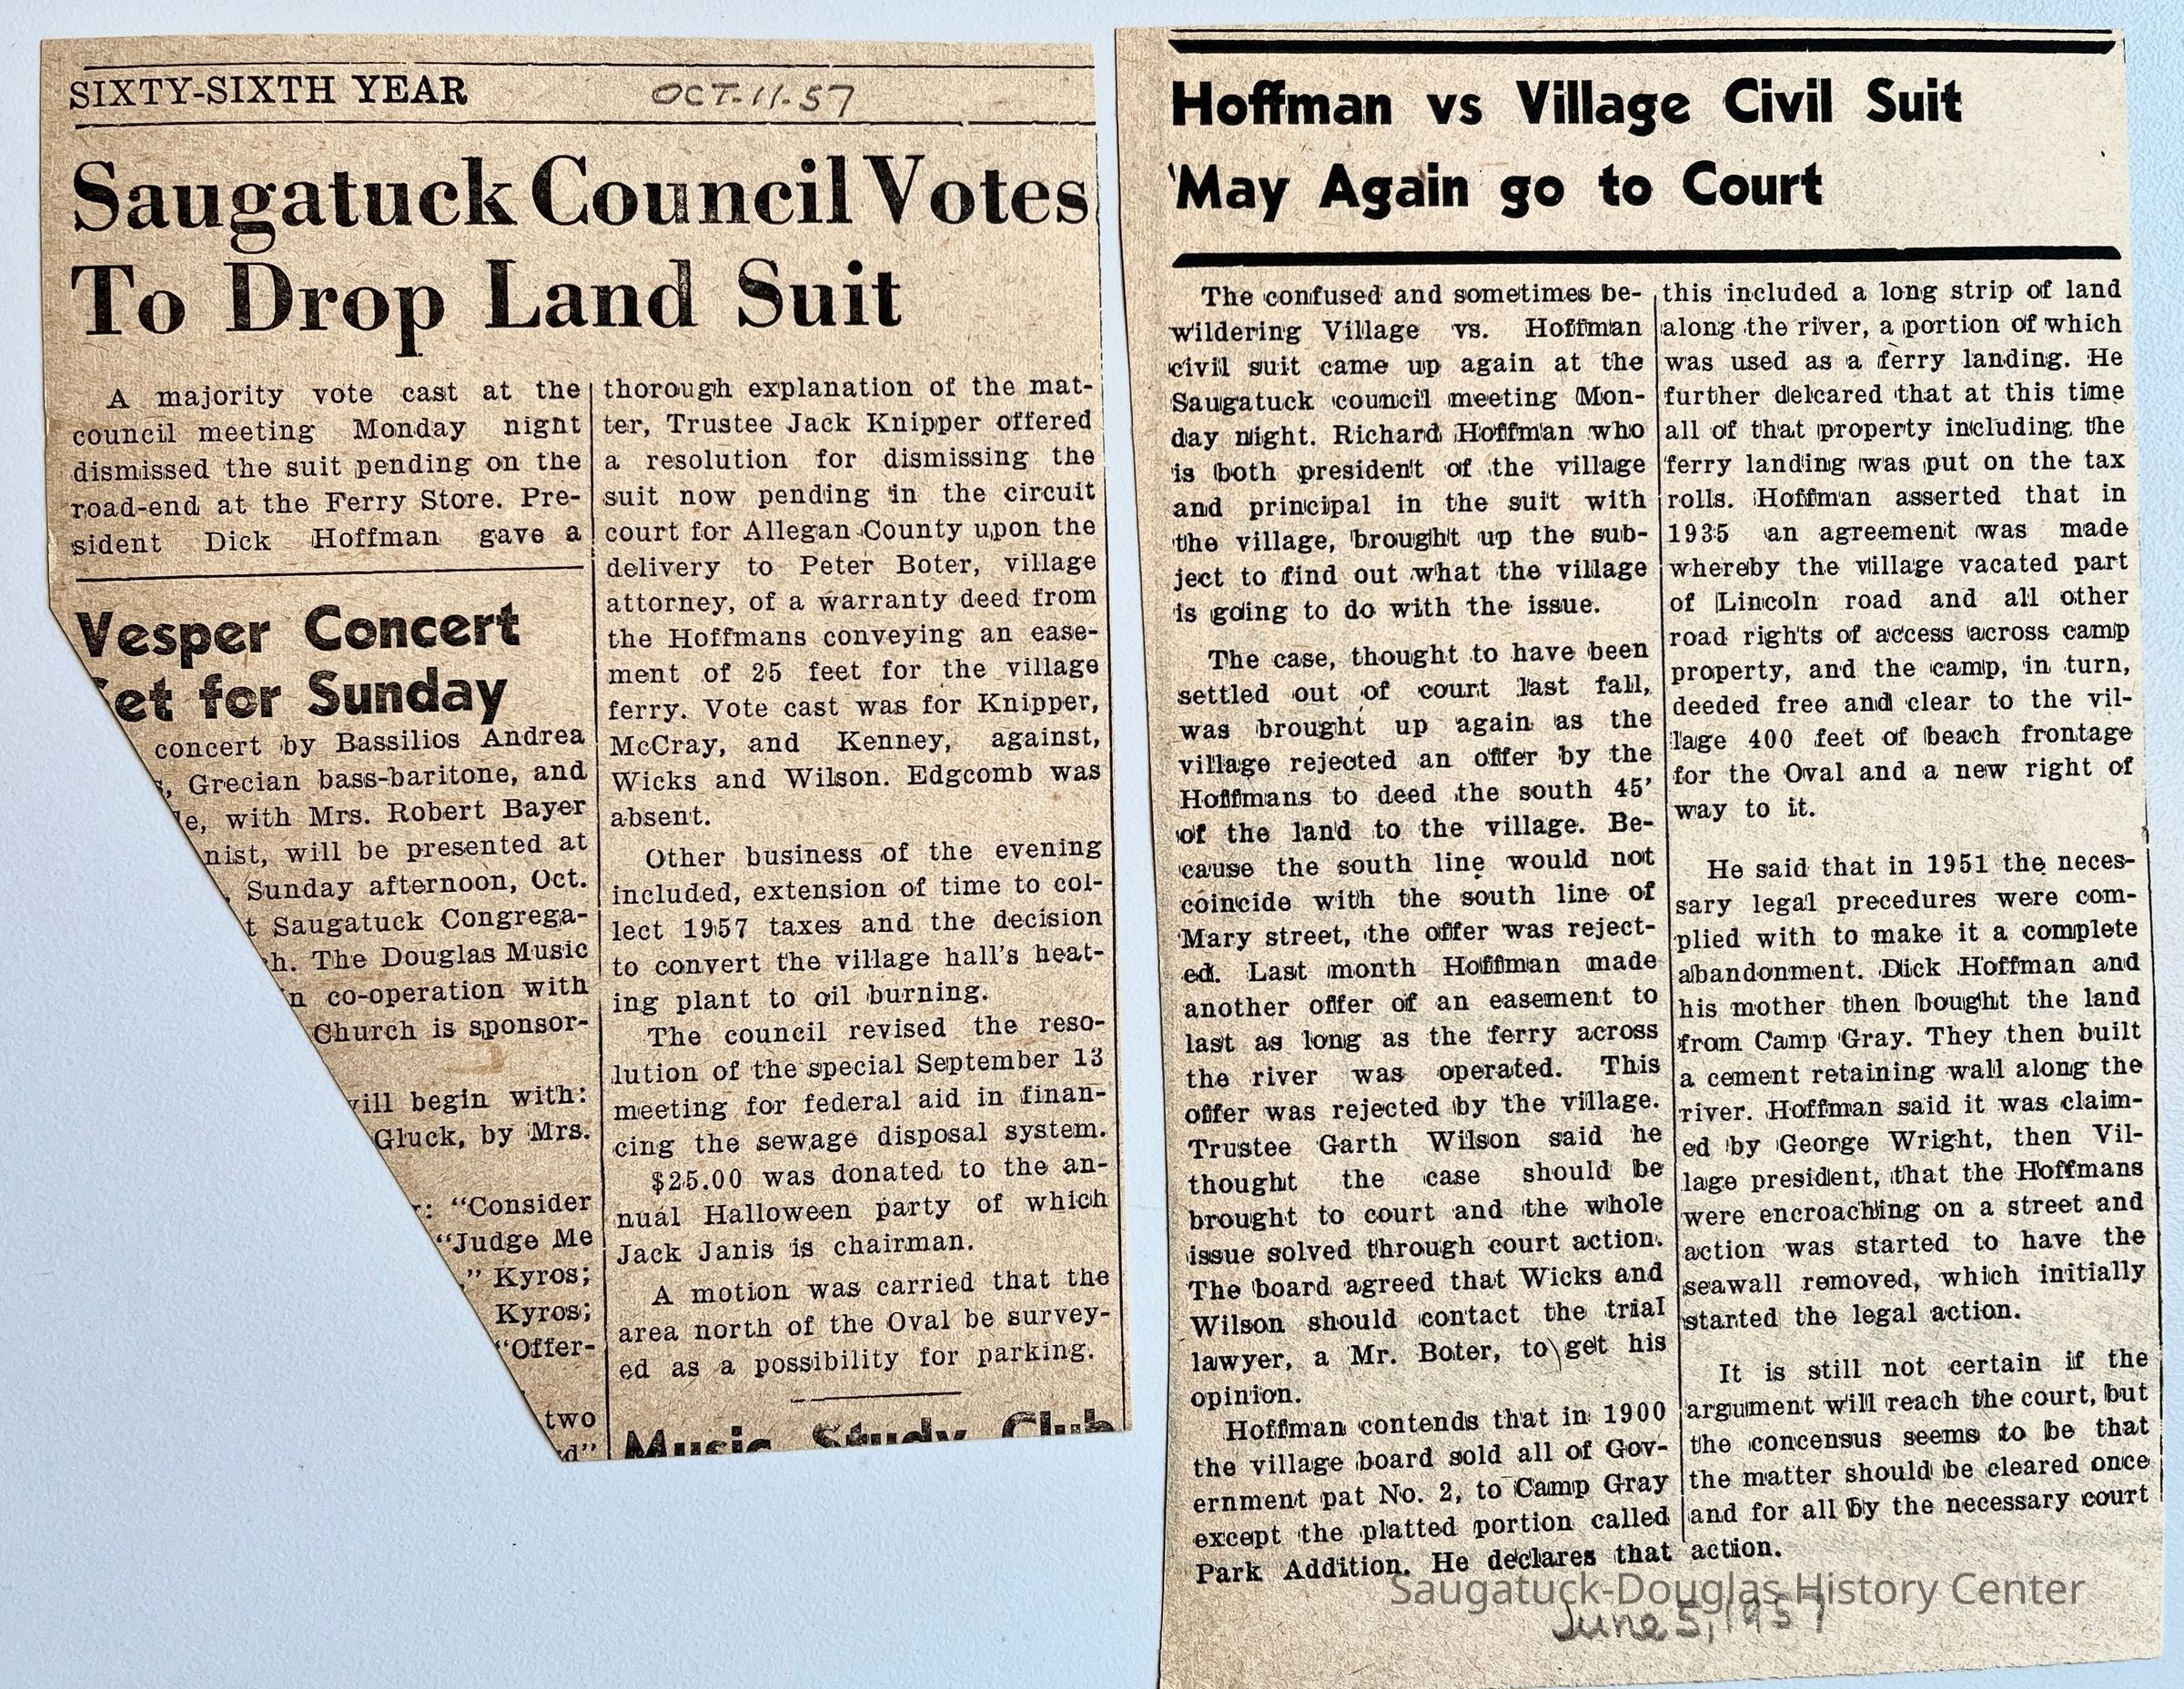 SIXTY-SIXTH YEAR
OCT-11-57
Saugatuck Council Votes
To Drop Land Suit
A majority vote cast at the
council meeting Monday night
dismissed the suit pending on the
road-end at the Ferry Store. Pre-
sident Dick Hoffman gave a
thorough explanation of the mat-
ter, Trustee Jack Knipper offered
a resolution for dismissing the
suit now pending in the circuit
court for Allegan County upon the
delivery to Peter Boter, village
attorney, of a warranty deed from
the Hoffmans conveying an ease-
ment of 25 feet for the village
ferry. Vote cast was for Knipper,
McCray, and Kenney, against,
Wicks and Wilson. Edgcomb was
absent.
Other business of the evening
included, extension of time to col-
lect 1957 taxes and the decision
to convert the village hall's heat-
ing plant to oil burning.
The council revised the reso-
lution of the special September 13
meeting for federal aid in finan-
cing the sewage disposal system.
$25.00 was donated to the an-
nual Halloween party of which
Jack Janis is chairman.
A motion was carried that the
area north of the Oval be survey-
ed as a possibility for parking.
Music Study Club
Vesper Concert
Set for Sunday
concert by Bassilios Andrea
s, Grecian bass-baritone, and
le, with Mrs. Robert Bayer
nist, will be presented at
, Sunday afternoon, Oct.
t Saugatuck Congrega-
h. The Douglas Music
in co-operation with
Church is sponsor-
will begin with:
Gluck, by Mrs.
r: "Consider
"Judge Me
," Kyros;
Kyros;
"Offer-
two
d"
Hoffman vs Village Civil Suit
'May Again go to Court
The confused and sometimes be-
wildering Village vs. Hoffman
civil suit came up again at the
Saugatuck council meeting Mon-
day night. Richard Hoffman who
is both president of the village
and principal in the suit with
the village, brought up the sub-
ject to find out what the village
is going to do with the issue.
The case, thought to have been
settled out of court last fall,
was brought up again as the
village rejected an offer by the
Hoffmans to deed the south 45'
of the land to the village. Be-
cause the south line would not
coincide with the south line of
Mary street, the offer was reject-
ed. Last month Hoffman made
another offer of an easement to
last as long as the ferry across
the river was operated. This
offer was rejected by the village.
Trustee Garth Wilson said he
thought the case should be
brought to court and the whole
issue solved through court action.
The board agreed that Wicks and
Wilson should contact the trial
lawyer, a Mr. Boter, to get his
opinion.
Hoffman contends that in 1900
the village board sold all of Gov-
ernment pat No. 2, to Camp Gray
except the platted portion called
Park Addition. He declares that
this included a long strip of land
along the river, a portion of which
was used as a ferry landing. He
further delcared that at this time
all of that property including the
ferry landing was put on the tax
rolls. Hoffman asserted that in
1935 an agreement was made
whereby the village vacated part
of Lincoln road and all other
road rights of access across camp
property, and the camp, in turn,
deeded free and clear to the vil-
lage 400 feet of beach frontage
for the Oval and a new right of
way to it.
He said that in 1951 the neces-
sary legal precedures were com-
plied with to make it a complete
abandonment. Dick Hoffman and
his mother then bought the land
from Camp Gray. They then built
a cement retaining wall along the
river. Hoffman said it was claim-
ed by George Wright, then Vil-
lage president, that the Hoffmans
were encroaching on a street and
action was started to have the
seawall removed, which initially
started the legal action.
It is still not certain if the
argument will reach the court, but
the concensus seems to be that
the matter should be cleared once
and for all by the necessary court
action.
Saugatuck-Douglas History Center
June 5, 1957